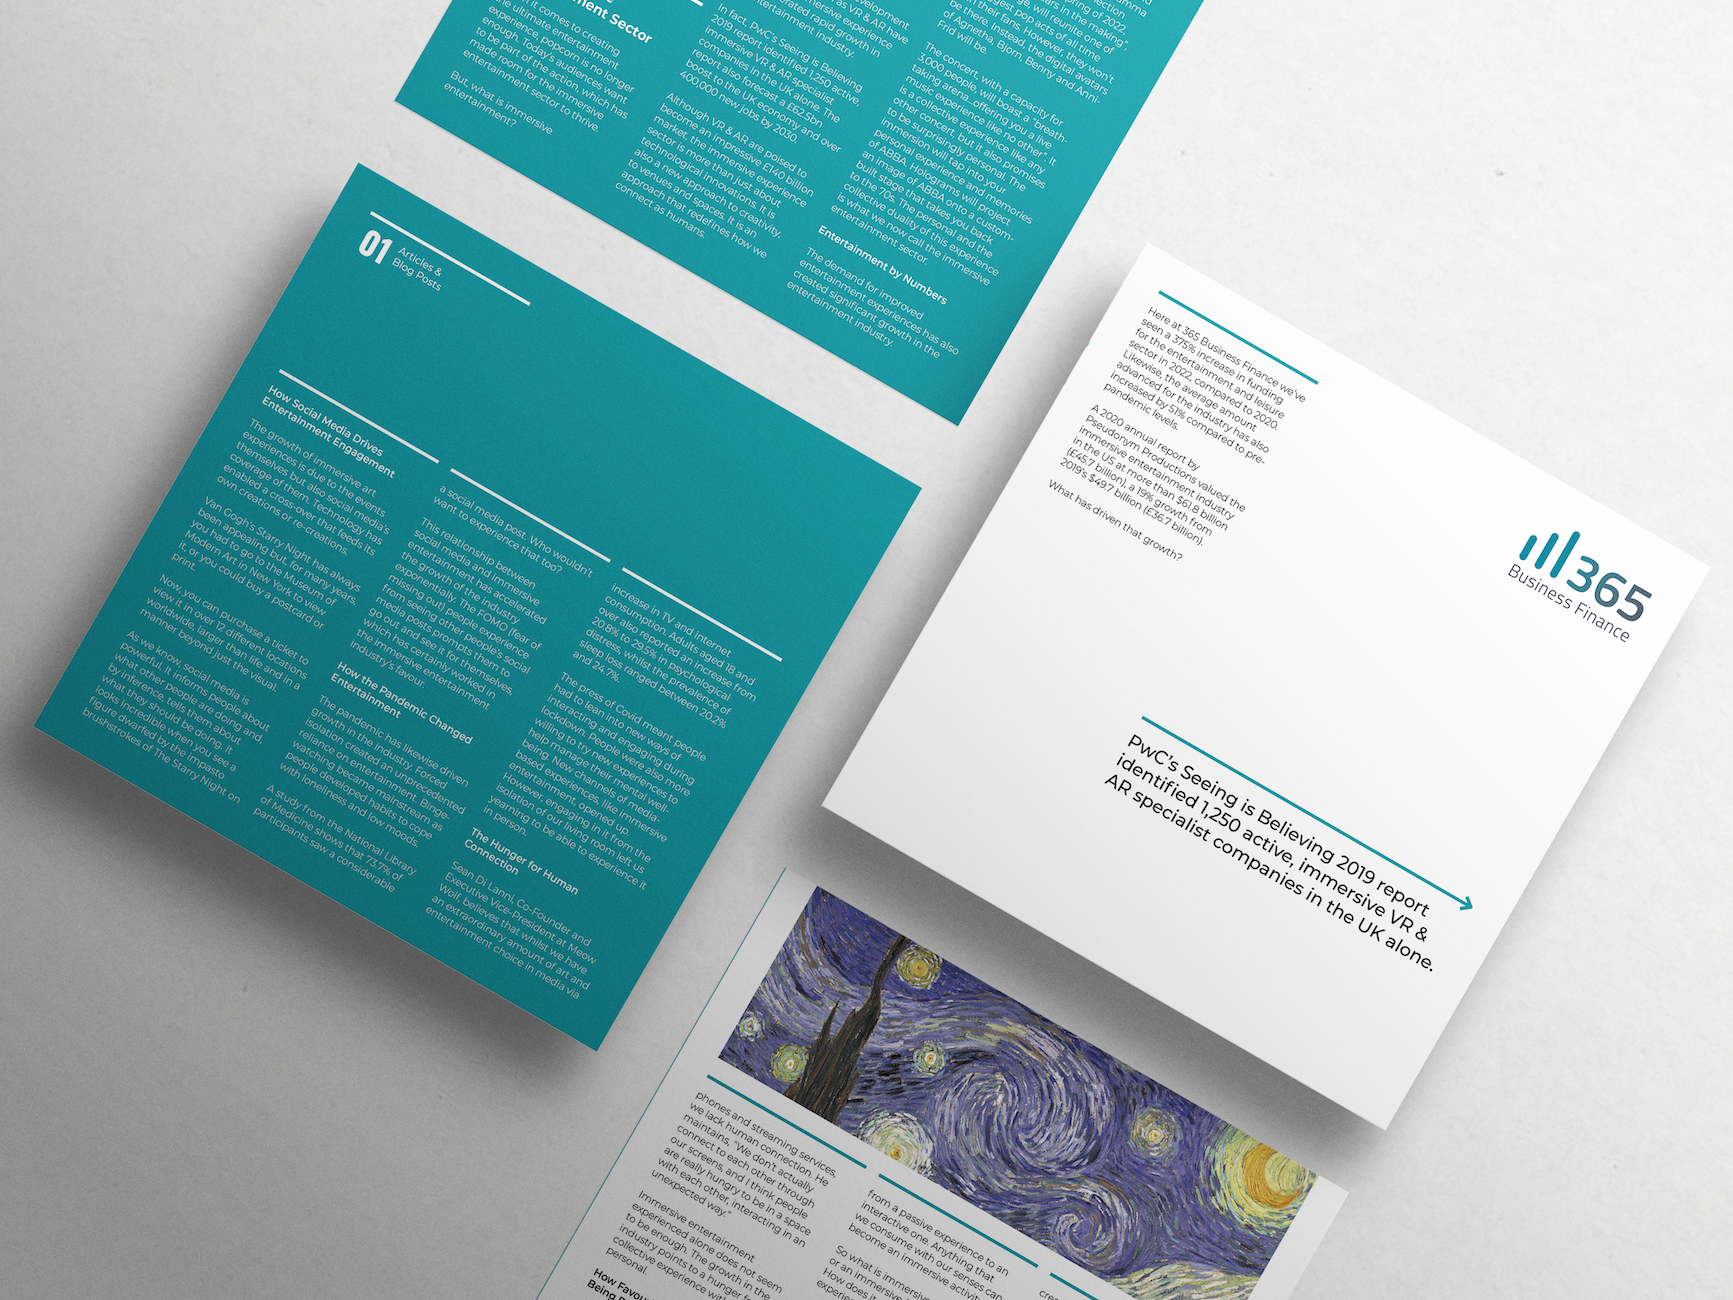 ment Sector
it comes to creating
the ultimate entertainment
experience, popcorn is no longer
enough. Today's audiences want
to be part of the action, which has
made room for the immersive
entertainment sector to thrive.
But, what is immersive
entertainment?
development
as VR & AR have
immersive experience
rapid growth in
entertainment industry.
In fact, PwC's Seeing is Believing
2019 report identified 1,250 active,
immersive VR & AR specialist
companies in the UK alone. The
report also forecast a £62.5bn
boost to the UK economy and over
400,000 new jobs by 2030.
Although VR & AR are poised to
become an impressive £140 billion
market, the immersive experience
sector is more than just about
technological innovations. It is
also a new approach to creativity,
to venues and spaces. It is an
approach that redefines how we
connect as humans.
spring of 2022,
years in the making"
will reunite one of
largest pop acts of all time
be there. Instead, the digital avatars
of Agnetha, Bjorn, Benny and Anni-
Frid will be.
The concert, with a capacity for
3,000 people, will boast a "breath-
taking arena...offering you a live
music experience like no other". It
is a collective experience like any
other concert, but it also promises
to be surprisingly personal. The
immersion will tap into your
personal experience and memories
of ABBA. Holograms will project
an image of ABBA onto a custom-
built stage that takes you back
to the 70s. The personal and the
collective duality of this experience
is what we now call the immersive
entertainment sector.
Entertainment by Numbers
The demand for improved
entertainment experiences has also
created significant growth in the
entertainment industry.
01
Articles &
Blog Posts
How Social Media Drives
Entertainment Engagement
The growth of immersive art
experiences is due to the events
themselves but also social media's
coverage of them. Technology has
enabled a cross-over that feeds its
own creations or re-creations.
Van Gogh's Starry Night has always
been appealing but, for many years,
you had to go to the Museum of
Modern Art in New York to view
it, or you could buy a postcard or
print.
Now, you can purchase a ticket to
view it in over 12 different locations
worldwide, larger than life and in a
manner beyond just the visual.
As we know, social media is
powerful. It informs people about
what other people are doing and,
by inference, tells them about
what they should be doing. It
looks incredible when you see a
figure dwarfed by the impasto
brushstrokes of The Starry Night on
a social media post. Who wouldn't
want to experience that too?
This relationship between
social media and immersive
entertainment has accelerated
the growth of the industry
exponentially. The FOMO (fear of
missing out) people experience
from seeing other people's social
media posts prompts them to
go out and see it for themselves,
which has certainly worked in
the immersive entertainment
industry's favour.
How the Pandemic Changed
Entertainment
The pandemic has likewise driven
growth in the industry. Forced
isolation created an unprecedented
reliance on entertainment. Binge-
watching became mainstream as
people developed habits to cope
with loneliness and low moods.
A study from the National Library
of Medicine shows that 73.7% of
participants saw a considerable
increase in TV and internet
consumption. Adults aged 18 and
over also reported an increase from
20.8% to 29.5% in psychological
distress, whilst the prevalence of
sleep loss ranged between 20.2%
and 24.7%.
The press of Covid meant people
had to lean into new ways of
interacting and engaging during
lockdown. People were also more
willing to try new experiences to
help manage their mental well-
being. New channels of media-
based experiences, like immersive
entertainment, opened up.
However, engaging in it from the
isolation of our living room left us
yearning to be able to experience it
in person.
The Hunger for Human
Connection
Sean Di Lanni, Co-Founder and
Executive Vice-President at Meow
Wolf, believes that whilst we have
an extraordinary amount of art and
entertainment choice in media via
Here at 365 Business Finance we've
seen a 375% increase in funding
for the entertainment and leisure
sector in 2022, compared to 2020.
Likewise, the average amount
advanced for the industry has also
increased by 51% compared to pre-
pandemic levels.
A 2020 annual report by
Pseudonym Productions valued the
immersive entertainment industry
in the US at more than $61.8 billion
(£45.7 billion), a 19% growth from
2019's $49.7 billion (£36.7 billion).
What has driven that growth?
365
Business Finance
PwC's Seeing is Believing 2019 report
identified 1,250 active, immersive VR &
AR specialist companies in the UK alone.
phones and streaming services,
we lack human connection. He
maintains, "We don't actually
connect to each other through
our screens, and I think people
are really hungry to be in a space
with each other, interacting in an
unexpected way."
Immersive entertainment
experienced alone does not seem
to be enough. The growth in the
industry points to a hunger for
collective experience
personal.
How Favou
Being
from a passive experience to an
interactive one. Anything that
we consume with our senses can
become an immersive activity
So what is immersive
or an immersive
How does it
experien
crea